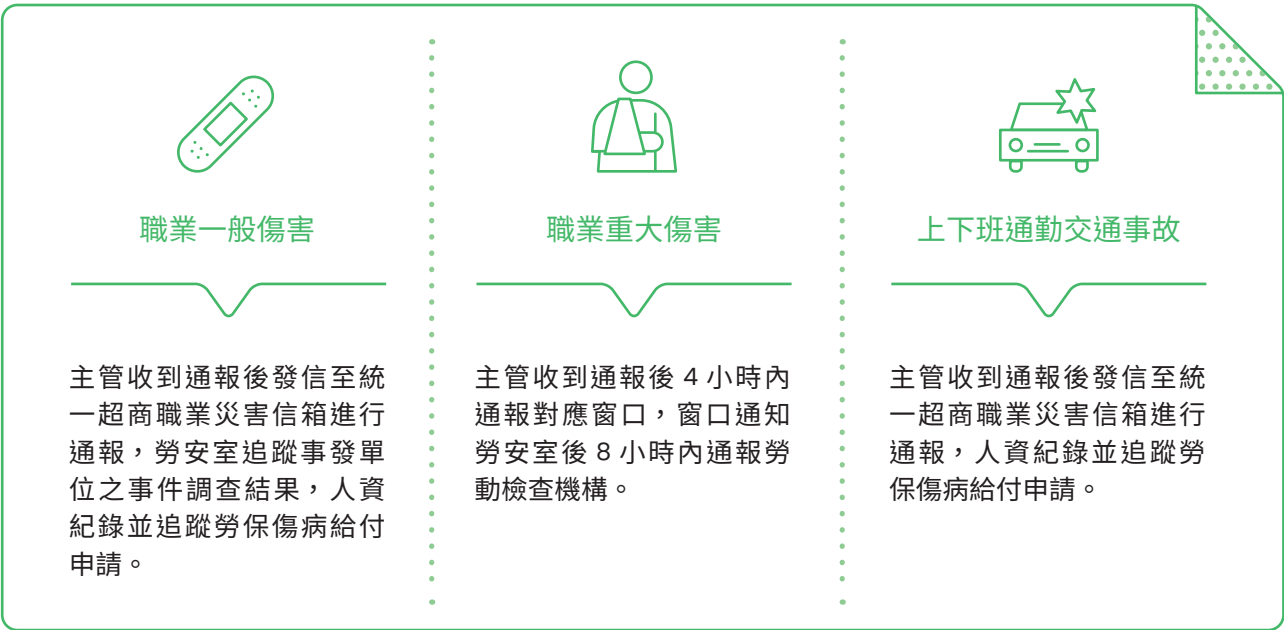 職業一般傷害
主管收到通報後發信至統
一超商職業災害信箱進行
通報，勞安室追蹤事發單
位之事件調查結果，人資
紀錄並追蹤勞保傷病給付
申請。
職業重大傷害
主管收到通報後 4 小時內
通報對應窗口，窗口通知
勞安室後 8 小時內通報勞
動檢查機構。
上下班通勤交通事故
主管收到通報後發信至統
一超商職業災害信箱進行
通報，人資紀錄並追蹤勞
保傷病給付申請。